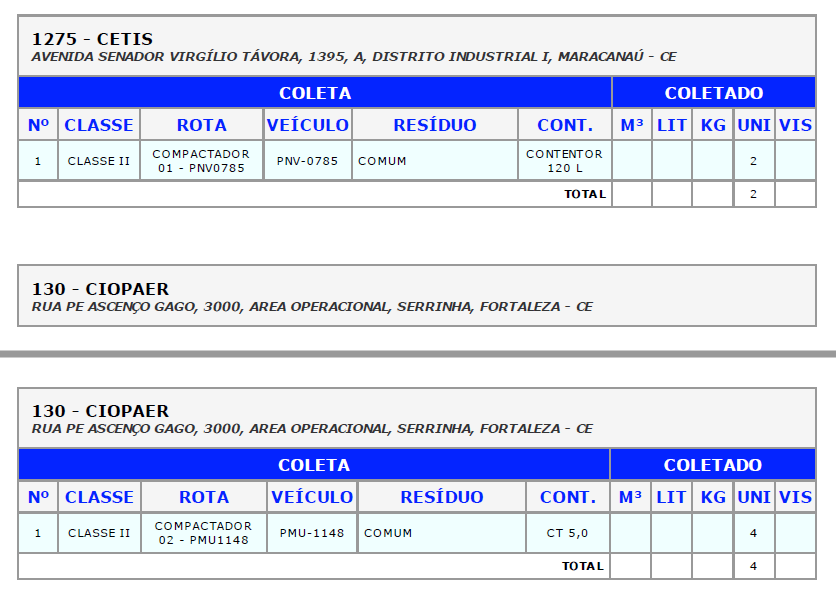 1275 - CETIS
AVENIDA SENADOR VIRGÍLIO TÁVORA, 1395, A, DISTRITO INDUSTRIAL I, MARACANAÚ - CE
COLETA COLETADO
Nº CLASSE ROTA VEÍCULO RESÍDUO CONT. M³ LIT KG UNI VIS
1 CLASSE II COMPACTADOR 01 - PNV0785 PNV-0785 COMUM CONTENTOR 120 L 2
TOTAL 2
130 - CIOPAER
RUA PE ASCENÇO GAGO, 3000, AREA OPERACIONAL, SERRINHA, FORTALEZA - CE
130 - CIOPAER
RUA PE ASCENÇO GAGO, 3000, AREA OPERACIONAL, SERRINHA, FORTALEZA - CE
COLETA COLETADO
Nº CLASSE ROTA VEÍCULO RESÍDUO CONT. M³ LIT KG UNI VIS
1 CLASSE II COMPACTADOR 02 - PMU1148 PMU-1148 COMUM CT 5,0 4
TOTAL 4